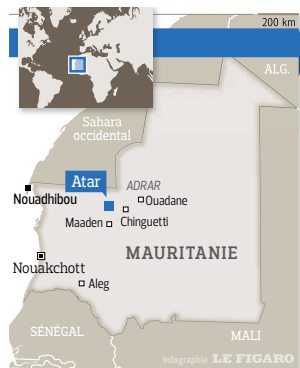 200 km
ALG.
Sahara
occidental
Atar
ADRAR
Nouadhibou
Ouadane
Maaden
Chinguetti
MAURITANIE
Nouakchott
Aleg
SÉNÉGAL
MALI
Infographie LE FIGARO